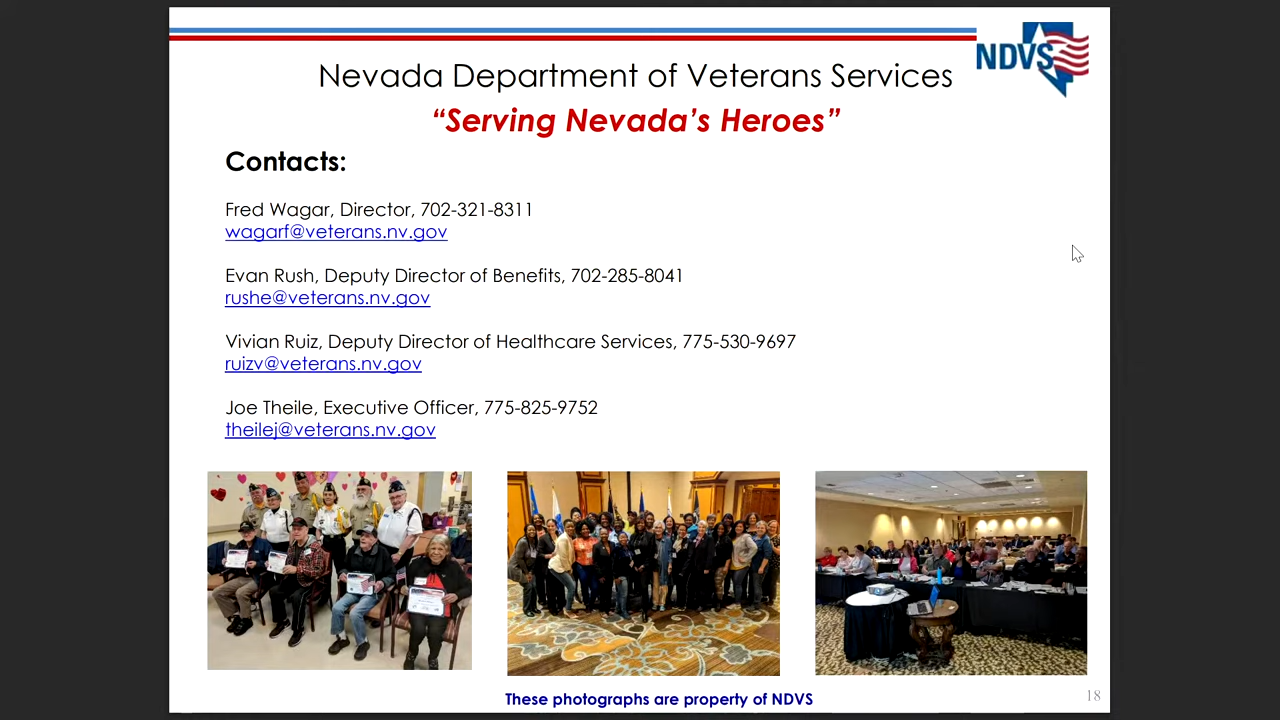 NDVS
Nevada Department of Veterans Services
“Serving Nevada’s Heroes”
Contacts:
Fred Wagar, Director, 702-321-8311
wagarf@veterans.nv.gov
Evan Rush, Deputy Director of Benefits, 702-285-8041
rushe@veterans.nv.gov
Vivian Ruiz, Deputy Director of Healthcare Services, 775-530-9697
ruizv@veterans.nv.gov
Joe Theile, Executive Officer, 775-825-9752
theilej@veterans.nv.gov
These photographs are property of NDVS
18